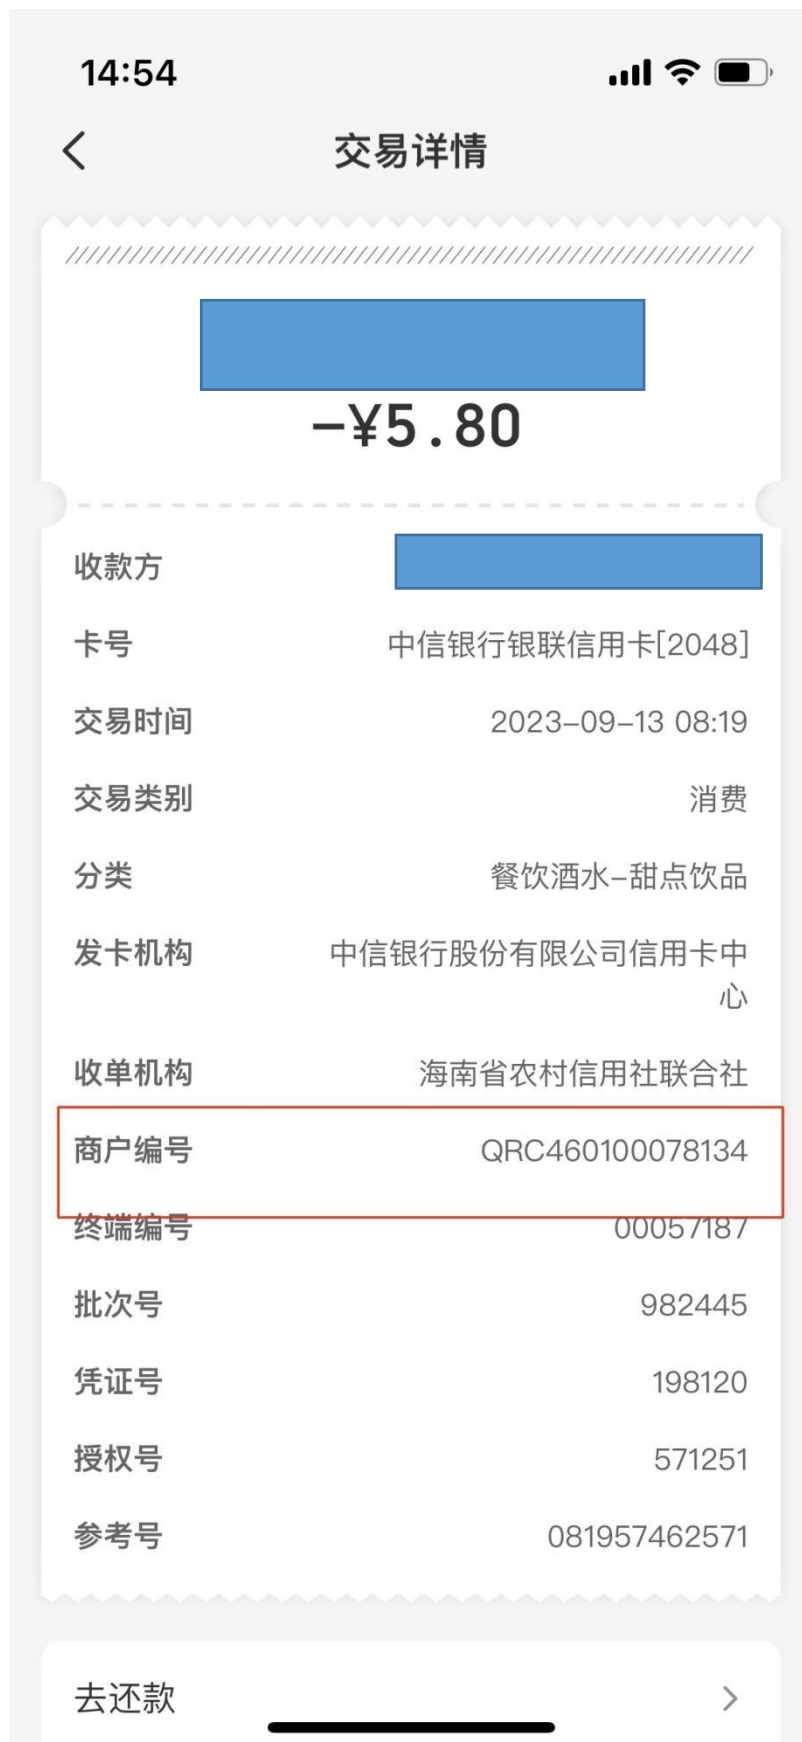 14:54
交易详情
-¥5.80
收款方
卡号 中信银行银联信用卡[2048]
交易时间 2023-09-13 08:19
交易类别 消费
分类 餐饮酒水-甜点饮品
发卡机构 中信银行股份有限公司信用卡中
心
收单机构 海南省农村信用社联合社
商户编号 QRC460100078134
终端编号 00057187
批次号 982445
凭证号 198120
授权号 571251
参考号 081957462571
去还款